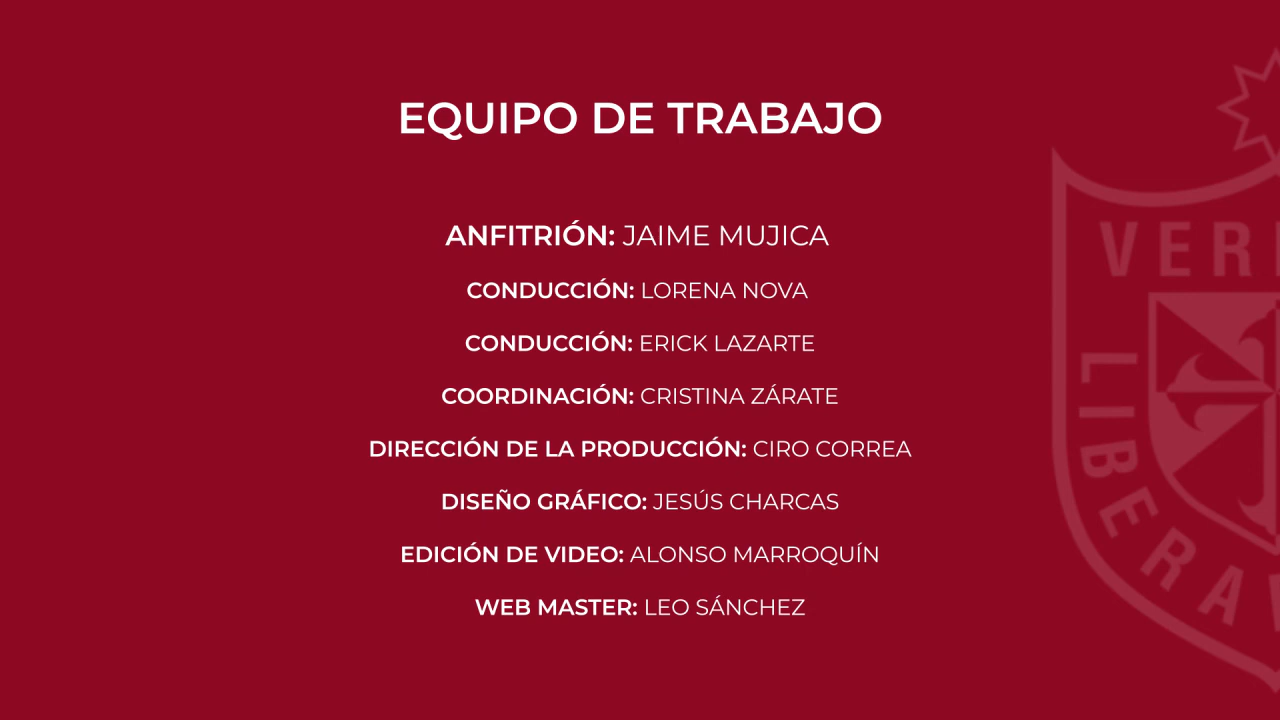 EQUIPO DE TRABAJO
ANFITRIÓN: JAIME MUJICA
CONDUCCIÓN: LORENA NOVA
CONDUCCIÓN: ERICK LAZARTE
COORDINACIÓN: CRISTINA ZÁRATE
DIRECCIÓN DE LA PRODUCCIÓN: CIRO CORREA
DISEÑO GRÁFICO: JESÚS CHARCAS
EDICIÓN DE VIDEO: ALONSO MARROQUÍN
WEB MASTER: LEO SÁNCHEZ